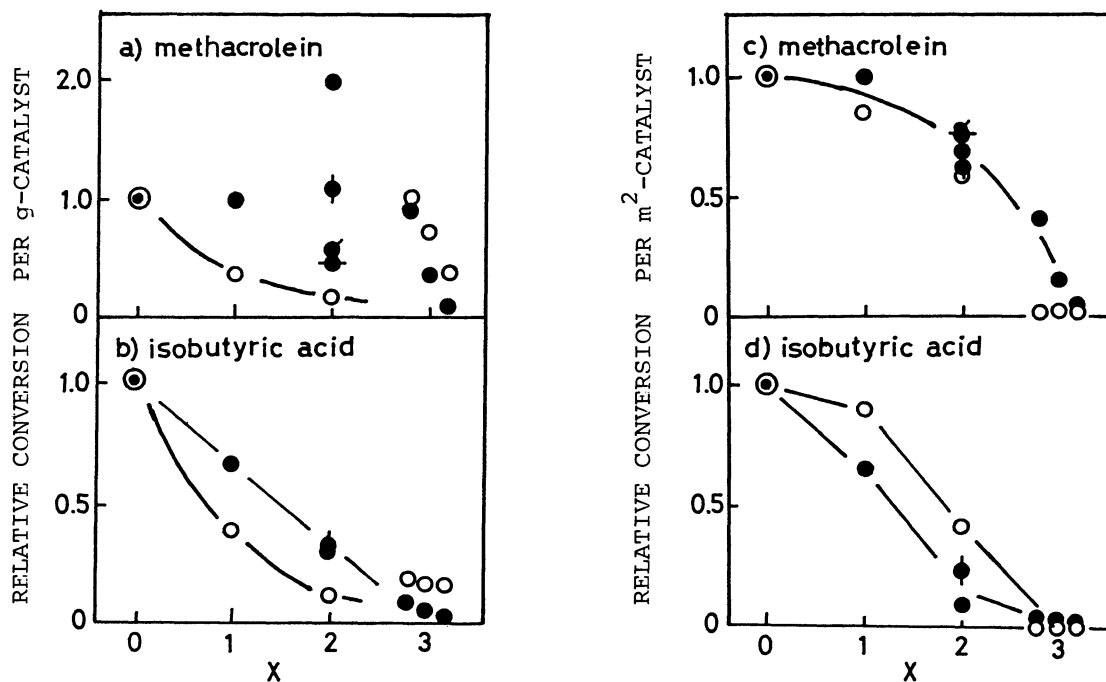 RELATIVE CONVERSION PER g-CATALYST
a) methacrolein
2.0
1.0
0
b) isobutyric acid
1.0
0.5
0
0 1 2 3
X
RELATIVE CONVERSION PER m²-CATALYST
c) methacrolein
1.0
0.5
0
d) isobutyric acid
1.0
0.5
0
0 1 2 3
X